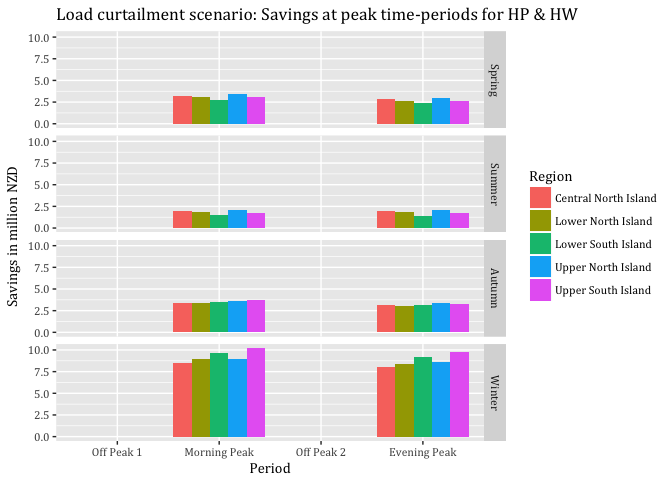 Load curtailment scenario: Savings at peak time-periods for HP & HW
Savings in million NZD
10.0
7.5
5.0
2.5
0.0
Spring
10.0
7.5
5.0
2.5
0.0
Summer
10.0
7.5
5.0
2.5
0.0
Autumn
10.0
7.5
5.0
2.5
0.0
Winter
Off Peak 1
Morning Peak
Off Peak 2
Evening Peak
Period
Region
Central North Island
Lower North Island
Lower South Island
Upper North Island
Upper South Island